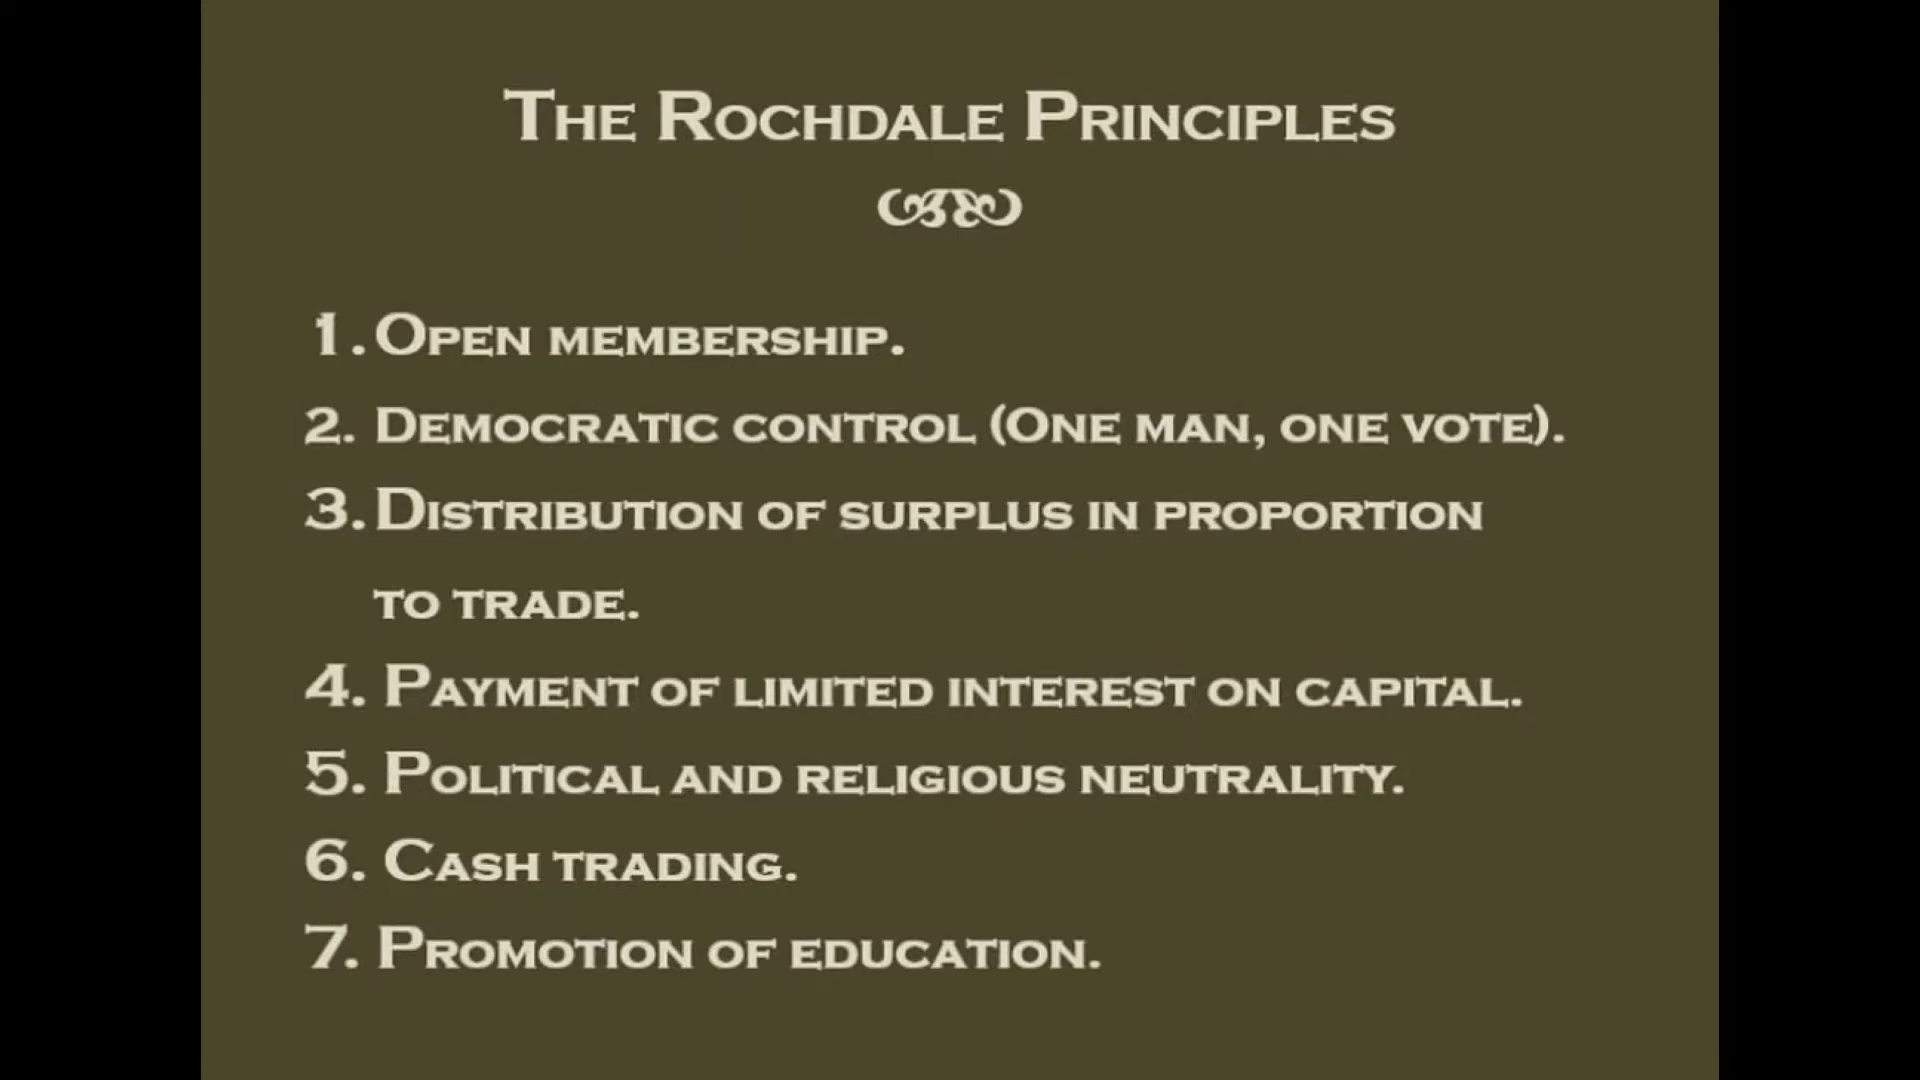 The Rochdale Principles
1. Open membership.
2. Democratic control (One man, one vote).
3. Distribution of surplus in proportion
to trade.
4. Payment of limited interest on capital.
5. Political and religious neutrality.
6. Cash trading.
7. Promotion of education.